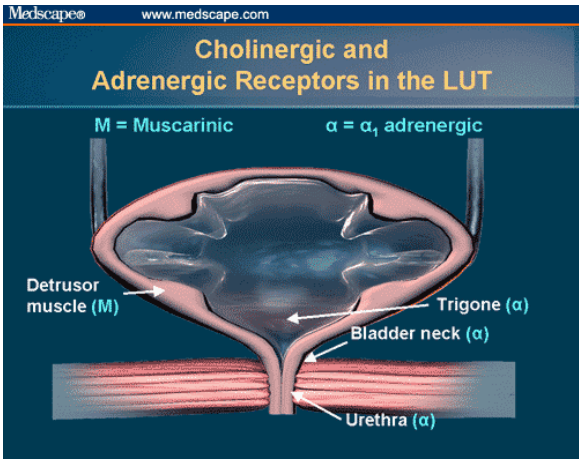 Medscape® www.medscape.com
Cholinergic and
Adrenergic Receptors in the LUT
M = Muscarinic α = α₁ adrenergic
Detrusor
muscle (M)
Trigone (α)
Bladder neck (α)
Urethra (α)